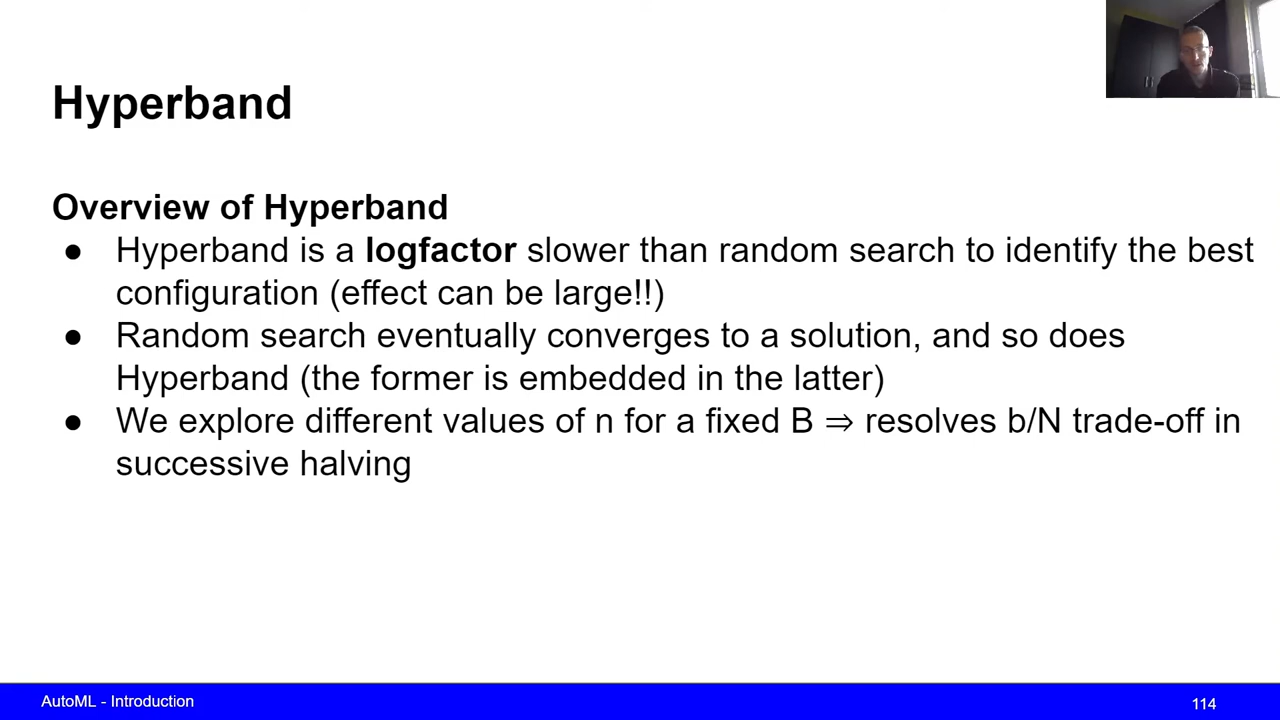 Hyperband
Overview of Hyperband
● Hyperband is a logfactor slower than random search to identify the best
configuration (effect can be large!!)
● Random search eventually converges to a solution, and so does
Hyperband (the former is embedded in the latter)
● We explore different values of n for a fixed B ⇒ resolves b/N trade-off in
successive halving
AutoML - Introduction
114